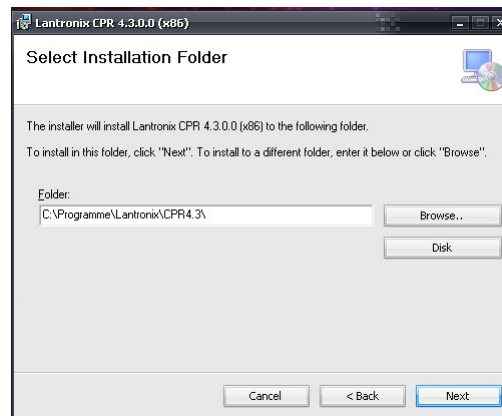 Lantronix CPR 4.3.0.0 (x86)
Select Installation Folder
The installer will install Lantronix CPR 4.3.0.0 (x86) to the following folder.
To install in this folder, click "Next". To install to a different folder, enter it below or click "Browse".
Folder:
C:\Programme\Lantronix\CPR4.3\
Browse..
Disk
Cancel
< Back
Next